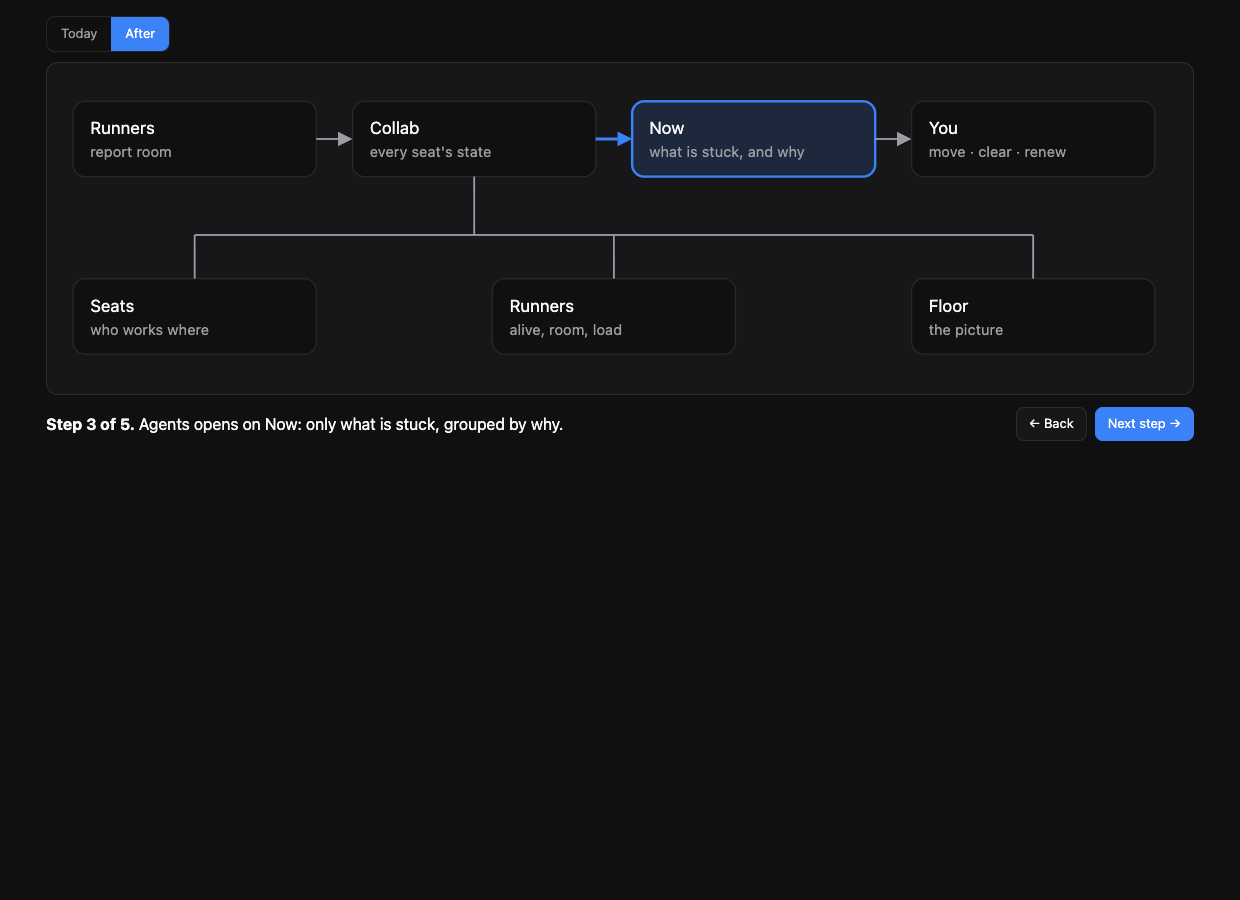 Today
After
Runners
report room
Collab
every seat's state
Now
what is stuck, and why
You
move · clear · renew
Seats
who works where
Runners
alive, room, load
Floor
the picture
Step 3 of 5. Agents opens on Now: only what is stuck, grouped by why.
← Back
Next step →